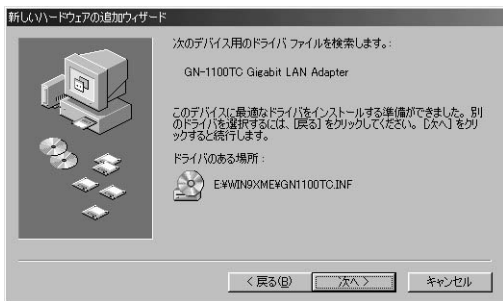 新しいハードウェアの追加ウィザード
次のデバイス用のドライバ ファイルを検索します。:
GN-1100TC Gigabit LAN Adapter
このデバイスに最適なドライバをインストールする準備ができました。別
のドライバを選択するには、[戻る] をクリックしてください。[次へ] をクリ
ックすると続行します。
ドライバのある場所:
E:¥WIN9XME¥GN1100TC.INF
< 戻る(B)
次へ >
キャンセル